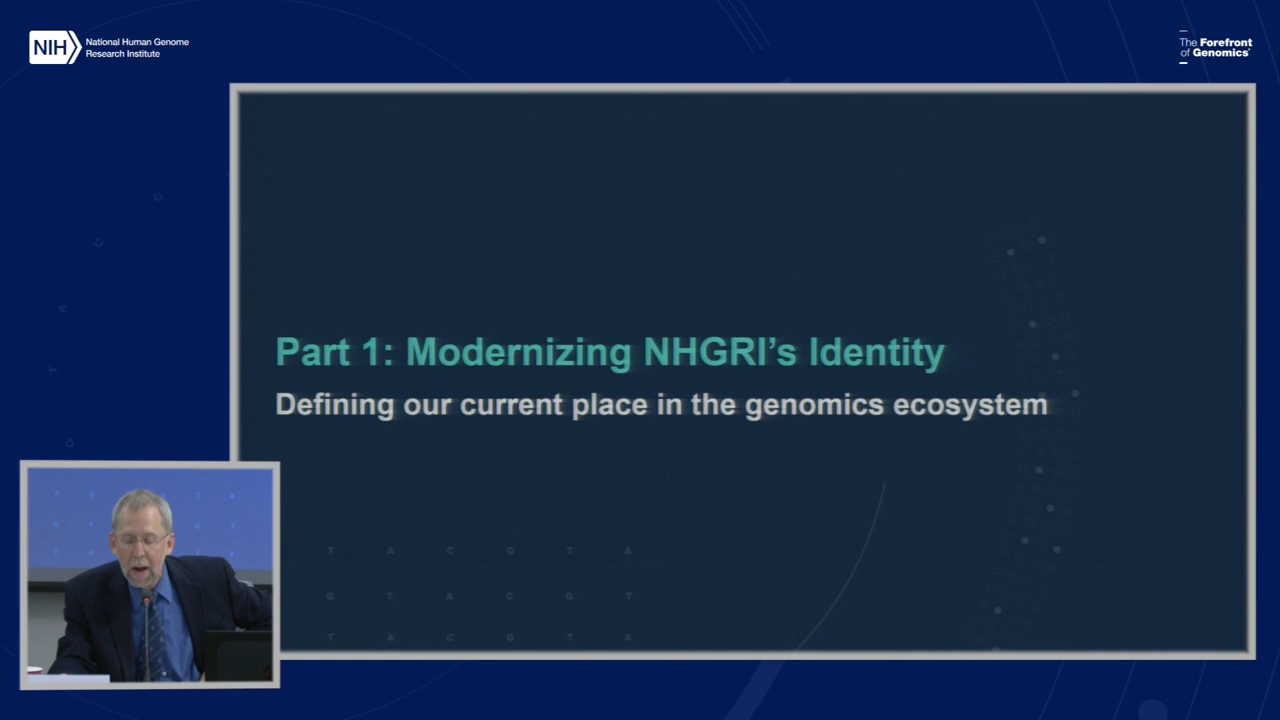 NIH
National Human Genome
Research Institute
The Forefront
of Genomics
Part 1: Modernizing NHGRI's Identity
Defining our current place in the genomics ecosystem
T A C G T A
G T A C G T
T A C G T A